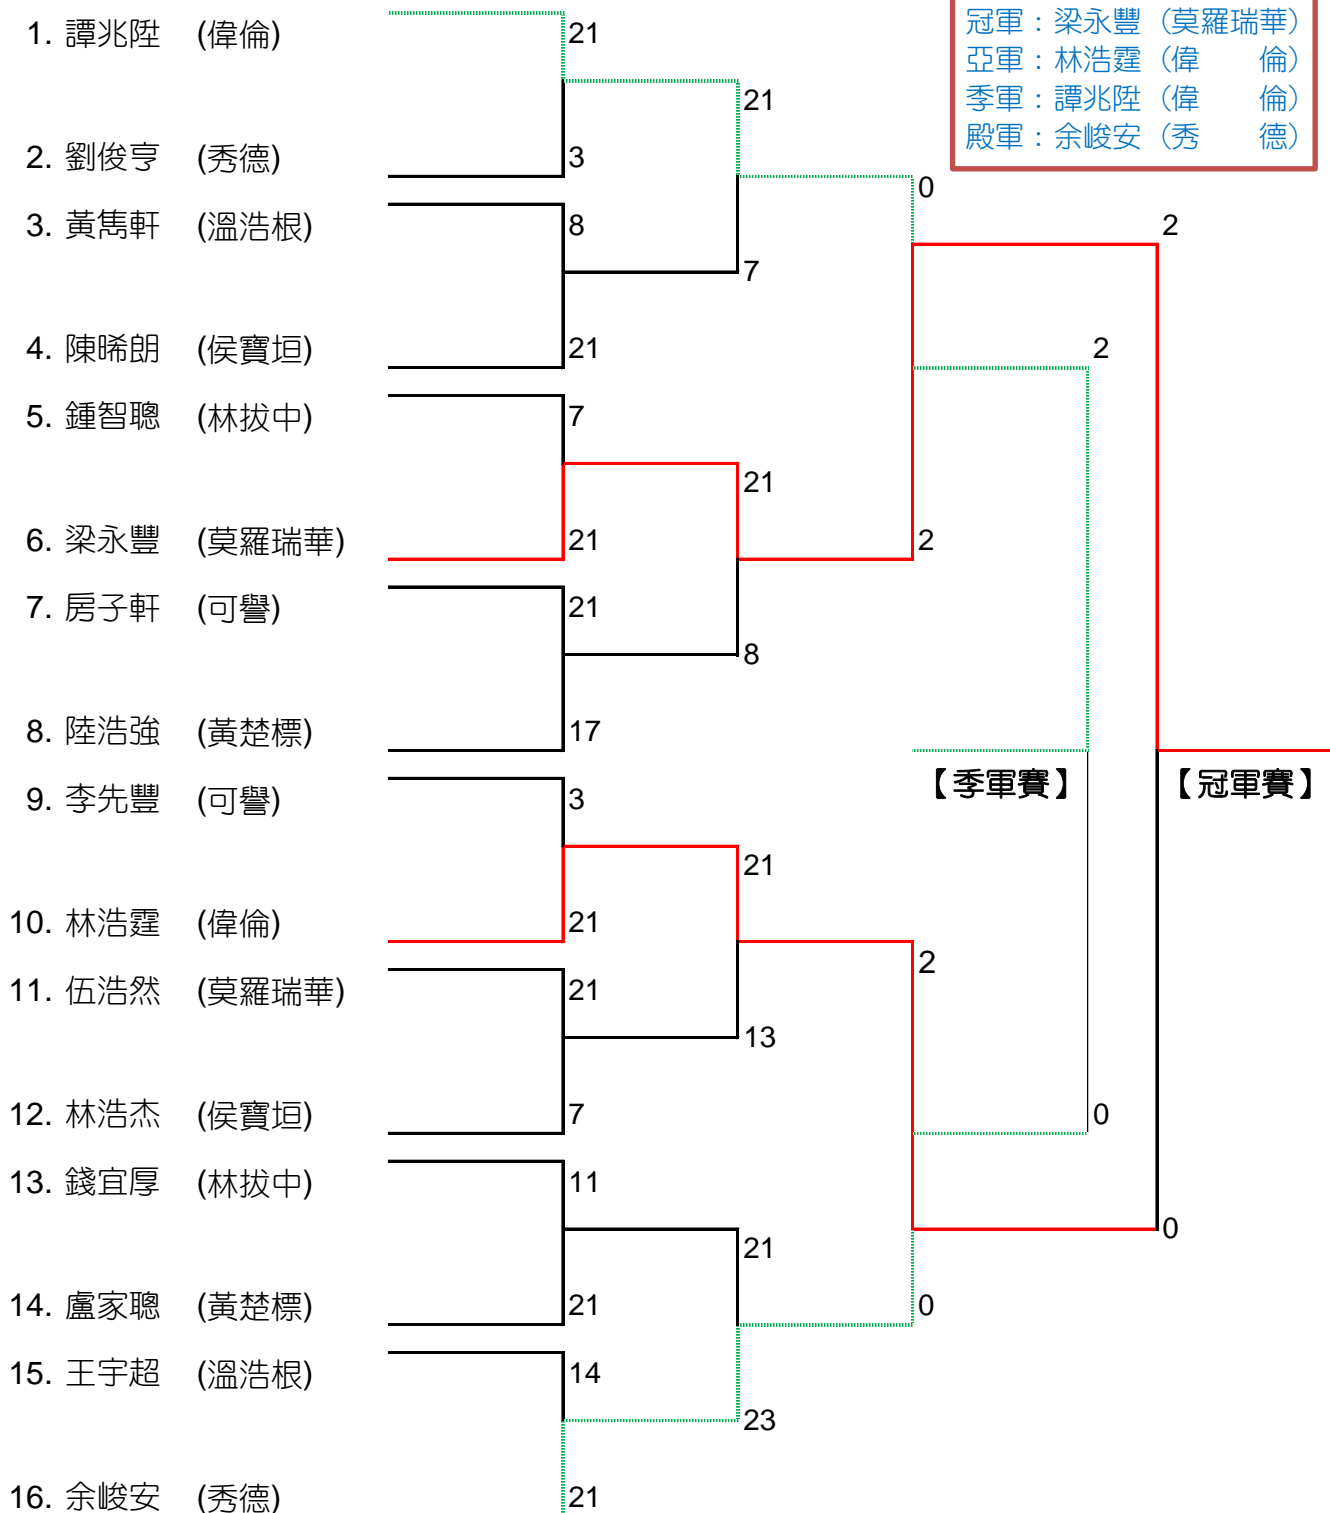 冠軍：梁永豐（莫羅瑞華）
亞軍：林浩霆（偉　　倫）
季軍：譚兆陞（偉　　倫）
殿軍：余峻安（秀　　德）
1. 譚兆陞 (偉倫) 21
21
2. 劉俊亨 (秀德) 3
0
3. 黃雋軒 (溫浩根) 8 2
7
4. 陳晞朗 (侯寶垣) 21 2
5. 鍾智聰 (林拔中) 7
21
6. 梁永豐 (莫羅瑞華) 21 2
7. 房子軒 (可譽) 21
8
8. 陸浩強 (黃楚標) 17
【季軍賽】 【冠軍賽】
9. 李先豐 (可譽) 3
21
10. 林浩霆 (偉倫) 21
2
11. 伍浩然 (莫羅瑞華) 21
13
12. 林浩杰 (侯寶垣) 7 0
13. 錢宜厚 (林拔中) 11
0
21
14. 盧家聰 (黃楚標) 21 0
15. 王宇超 (溫浩根) 14
23
16. 余峻安 (秀德) 21